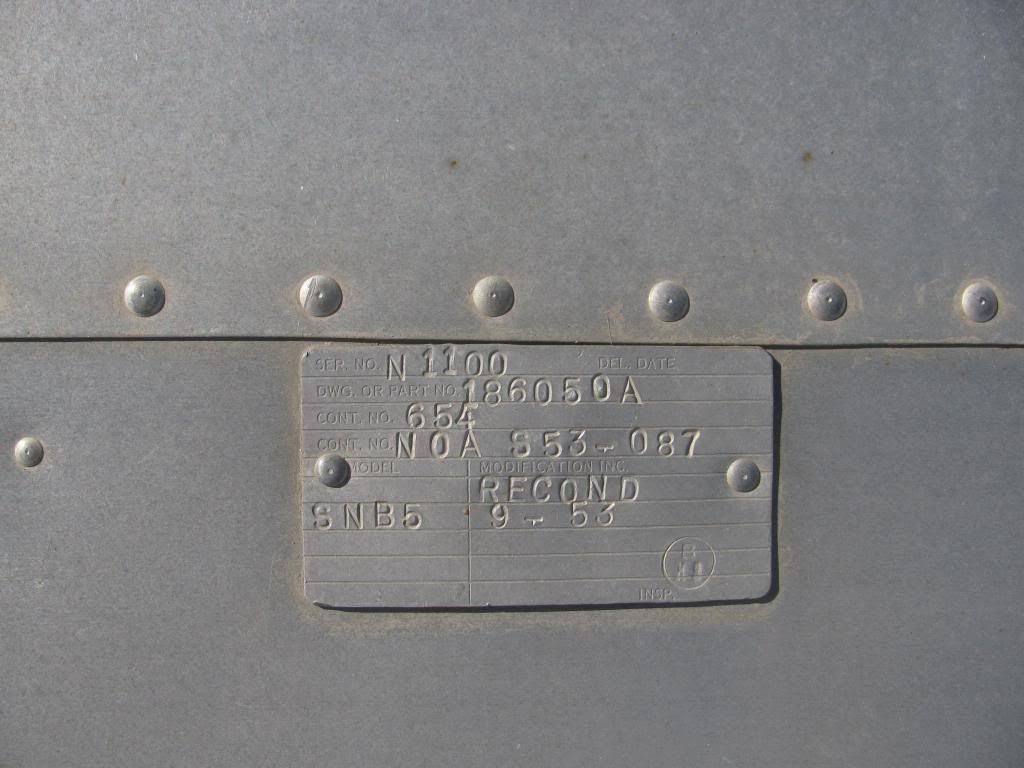 SER. NO. N 1100 DEL. DATE
DWG. OR PART NO. 186050A
CONT. NO. 654
CONT. NO. NOA S53-087
MODEL MODIFICATION INC.
RECOND
SNB5 9-53
B
INSP.